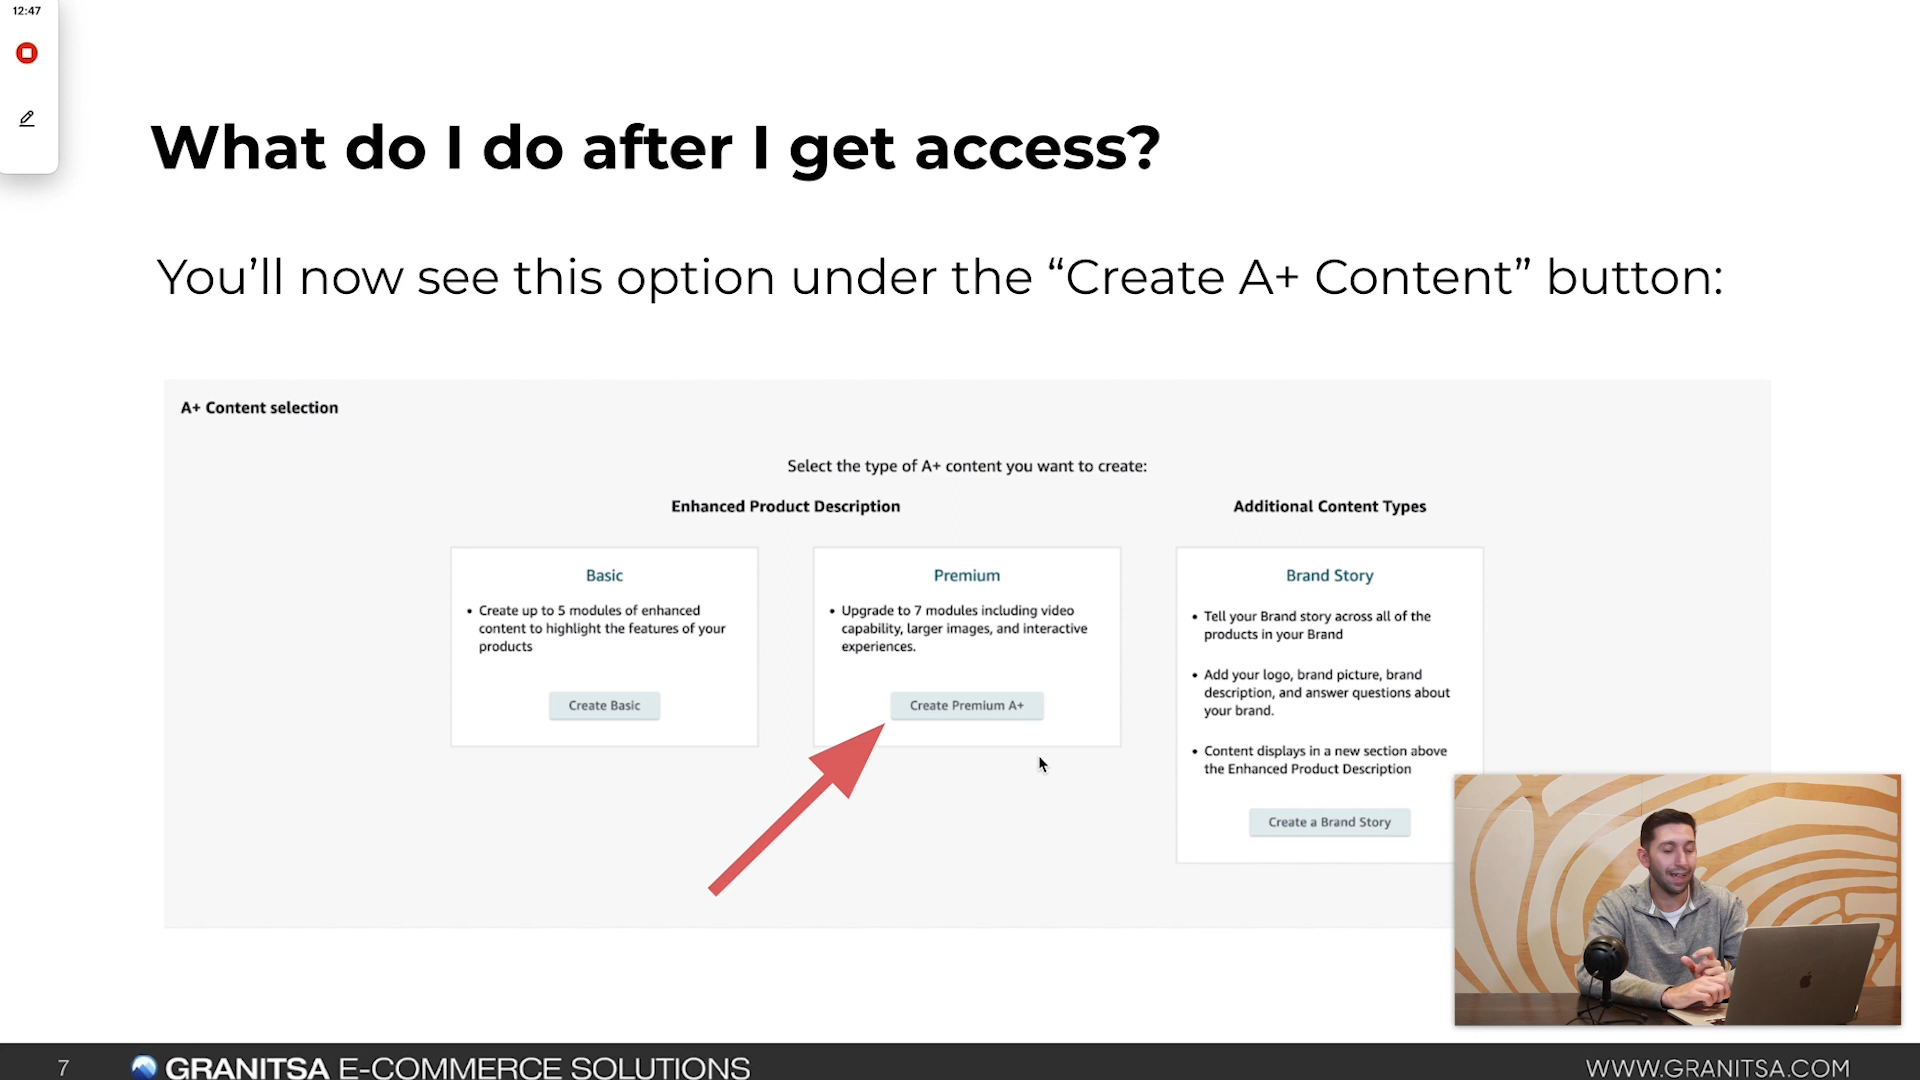 12:47
What do I do after I get access?
You’ll now see this option under the “Create A+ Content” button:
A+ Content selection
Select the type of A+ content you want to create:
Enhanced Product Description
Additional Content Types
Basic
• Create up to 5 modules of enhanced
content to highlight the features of your
products
Create Basic
Premium
• Upgrade to 7 modules including video
capability, larger images, and interactive
experiences.
Create Premium A+
Brand Story
• Tell your Brand story across all of the
products in your Brand
• Add your logo, brand picture, brand
description, and answer questions about
your brand.
• Content displays in a new section above
the Enhanced Product Description
Create a Brand Story
7
GRANITSA E-COMMERCE SOLUTIONS
WWW.GRANITSA.COM